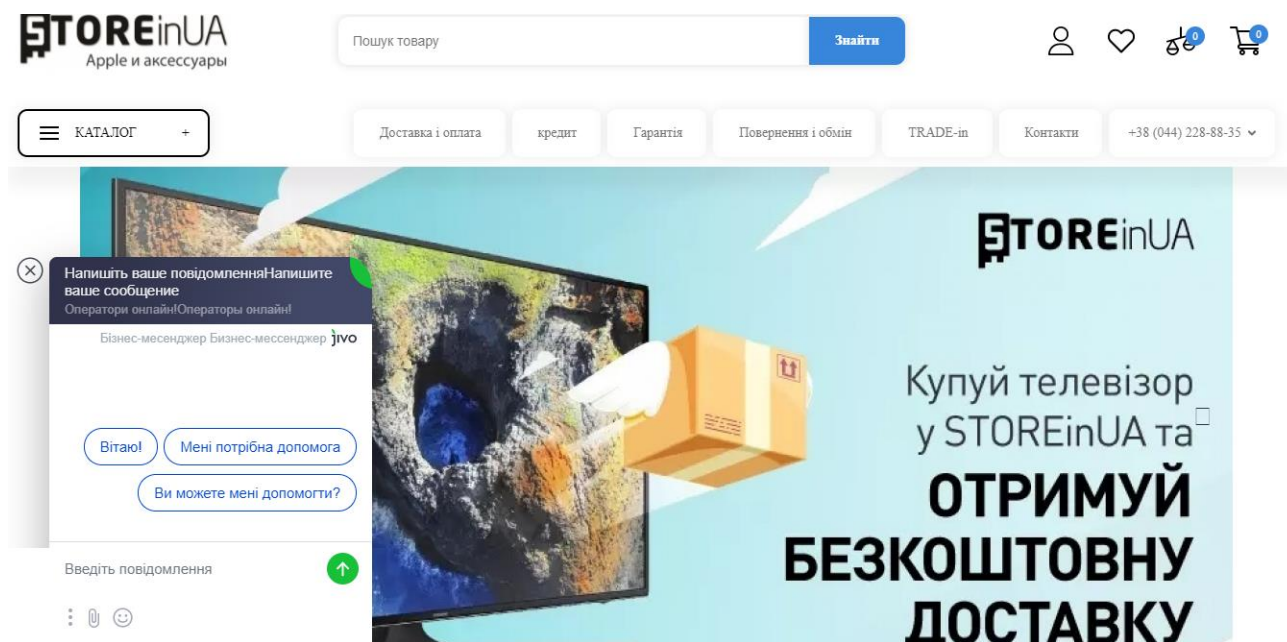 STOREinUA
Apple и аксессуары
Пошук товару
Знайти
0
0
КАТАЛОГ +
Доставка і оплата
кредит
Гарантія
Повернення і обмін
TRADE-in
Контакти
+38 (044) 228-88-35
STOREinUA
Купуй телевізор
у STOREinUA та
ОТРИМУЙ
БЕЗКОШТОВНУ
ДОСТАВКУ
Напишіть ваше повідомленняНапишите
ваше сообщение
Оператори онлайн!Операторы онлайн!
Бізнес-месенджер Бизнес-мессенджер jivo
Вітаю!
Мені потрібна допомога
Ви можете мені допомогти?
Введіть повідомлення